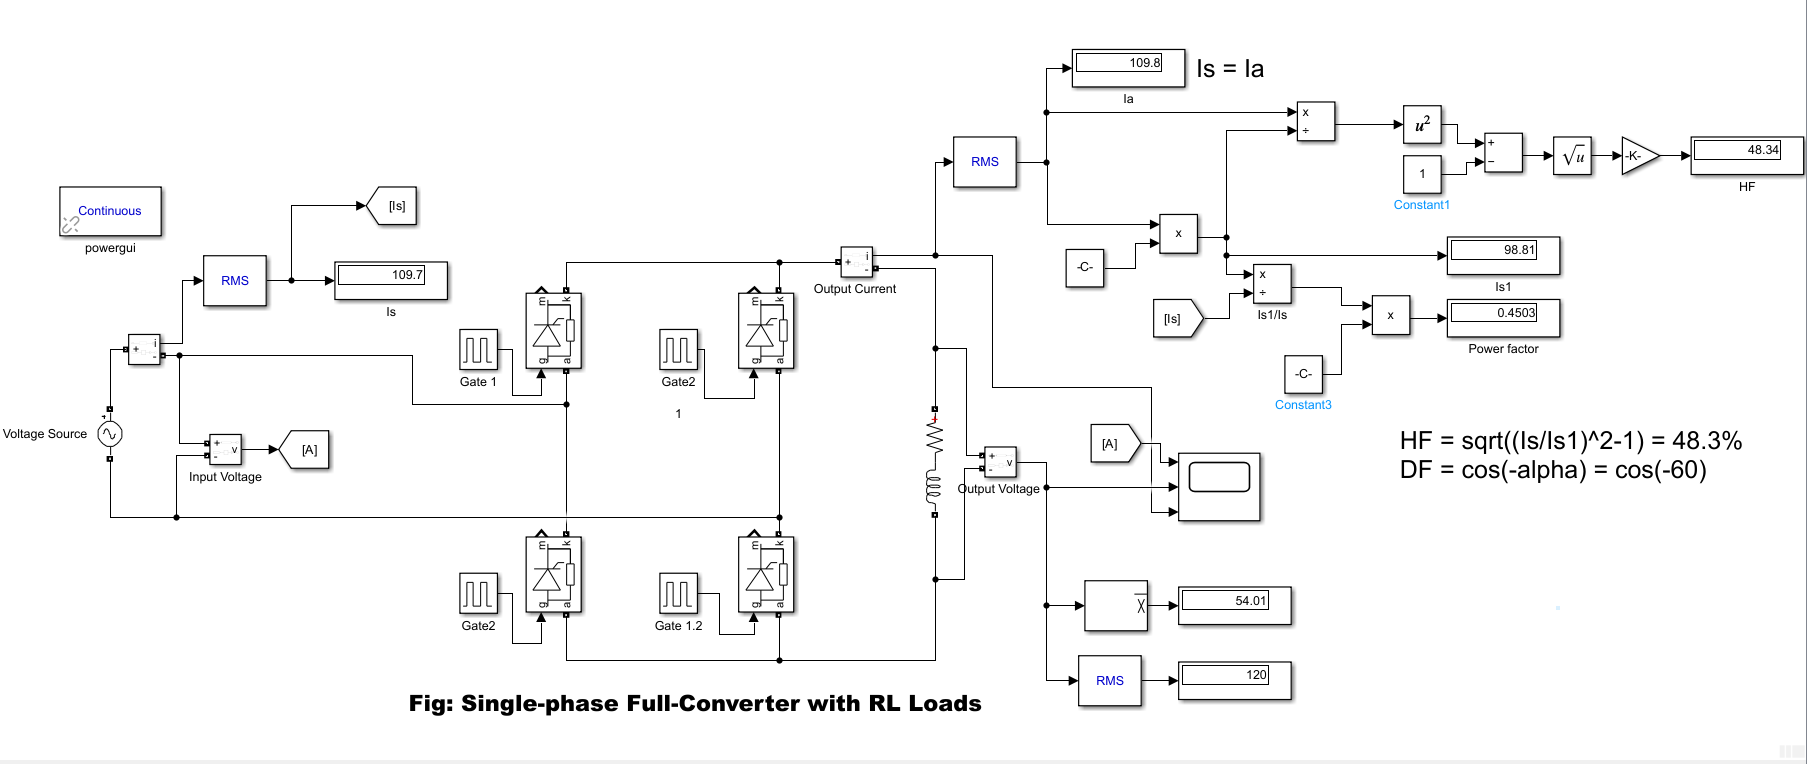 109.8
Is = Ia
Ia
x
÷
u²
RMS
+
−
√u
-K-
48.34
HF
1
Constant1
[Is]
Continuous
powergui
x
98.81
Is1
RMS
109.7
Is
-C-
+
i
-
Output Current
x
÷
Is1/Is
[Is]
x
0.4503
Power factor
m
k
g
a
m
k
g
a
+
i
-
Gate 1
Gate2
1
-C-
Constant3
Voltage Source
+
+
-
v
Input Voltage
[A]
+
[A]
+
-
v
Output Voltage
HF = sqrt((Is/Is1)^2-1) = 48.3%
DF = cos(-alpha) = cos(-60)
m
k
g
a
m
k
g
a
Gate2
Gate 1.2
x
54.01
RMS
120
Fig: Single-phase Full-Converter with RL Loads